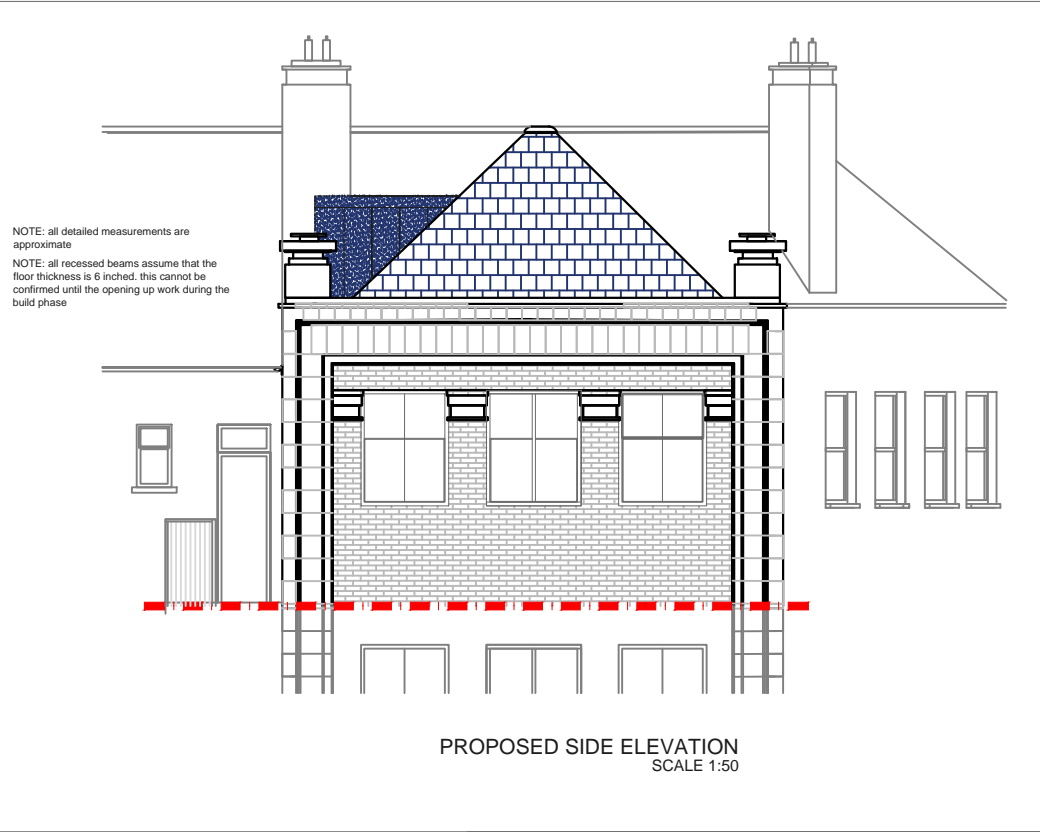 NOTE: all detailed measurements are
approximate
NOTE: all recessed beams assume that the
floor thickness is 6 inched. this cannot be
confirmed until the opening up work during the
build phase
PROPOSED SIDE ELEVATION
SCALE 1:50